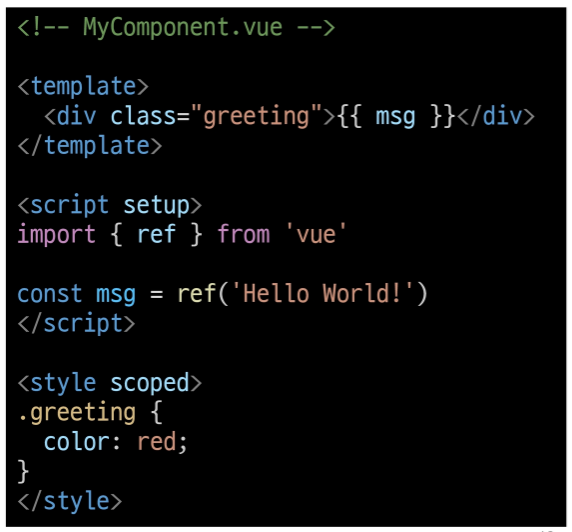 <!-- MyComponent.vue -->
<template>
  <div class="greeting">{{ msg }}</div>
</template>
<script setup>
import { ref } from 'vue'
const msg = ref('Hello World!')
</script>
<style scoped>
.greeting {
  color: red;
}
</style>